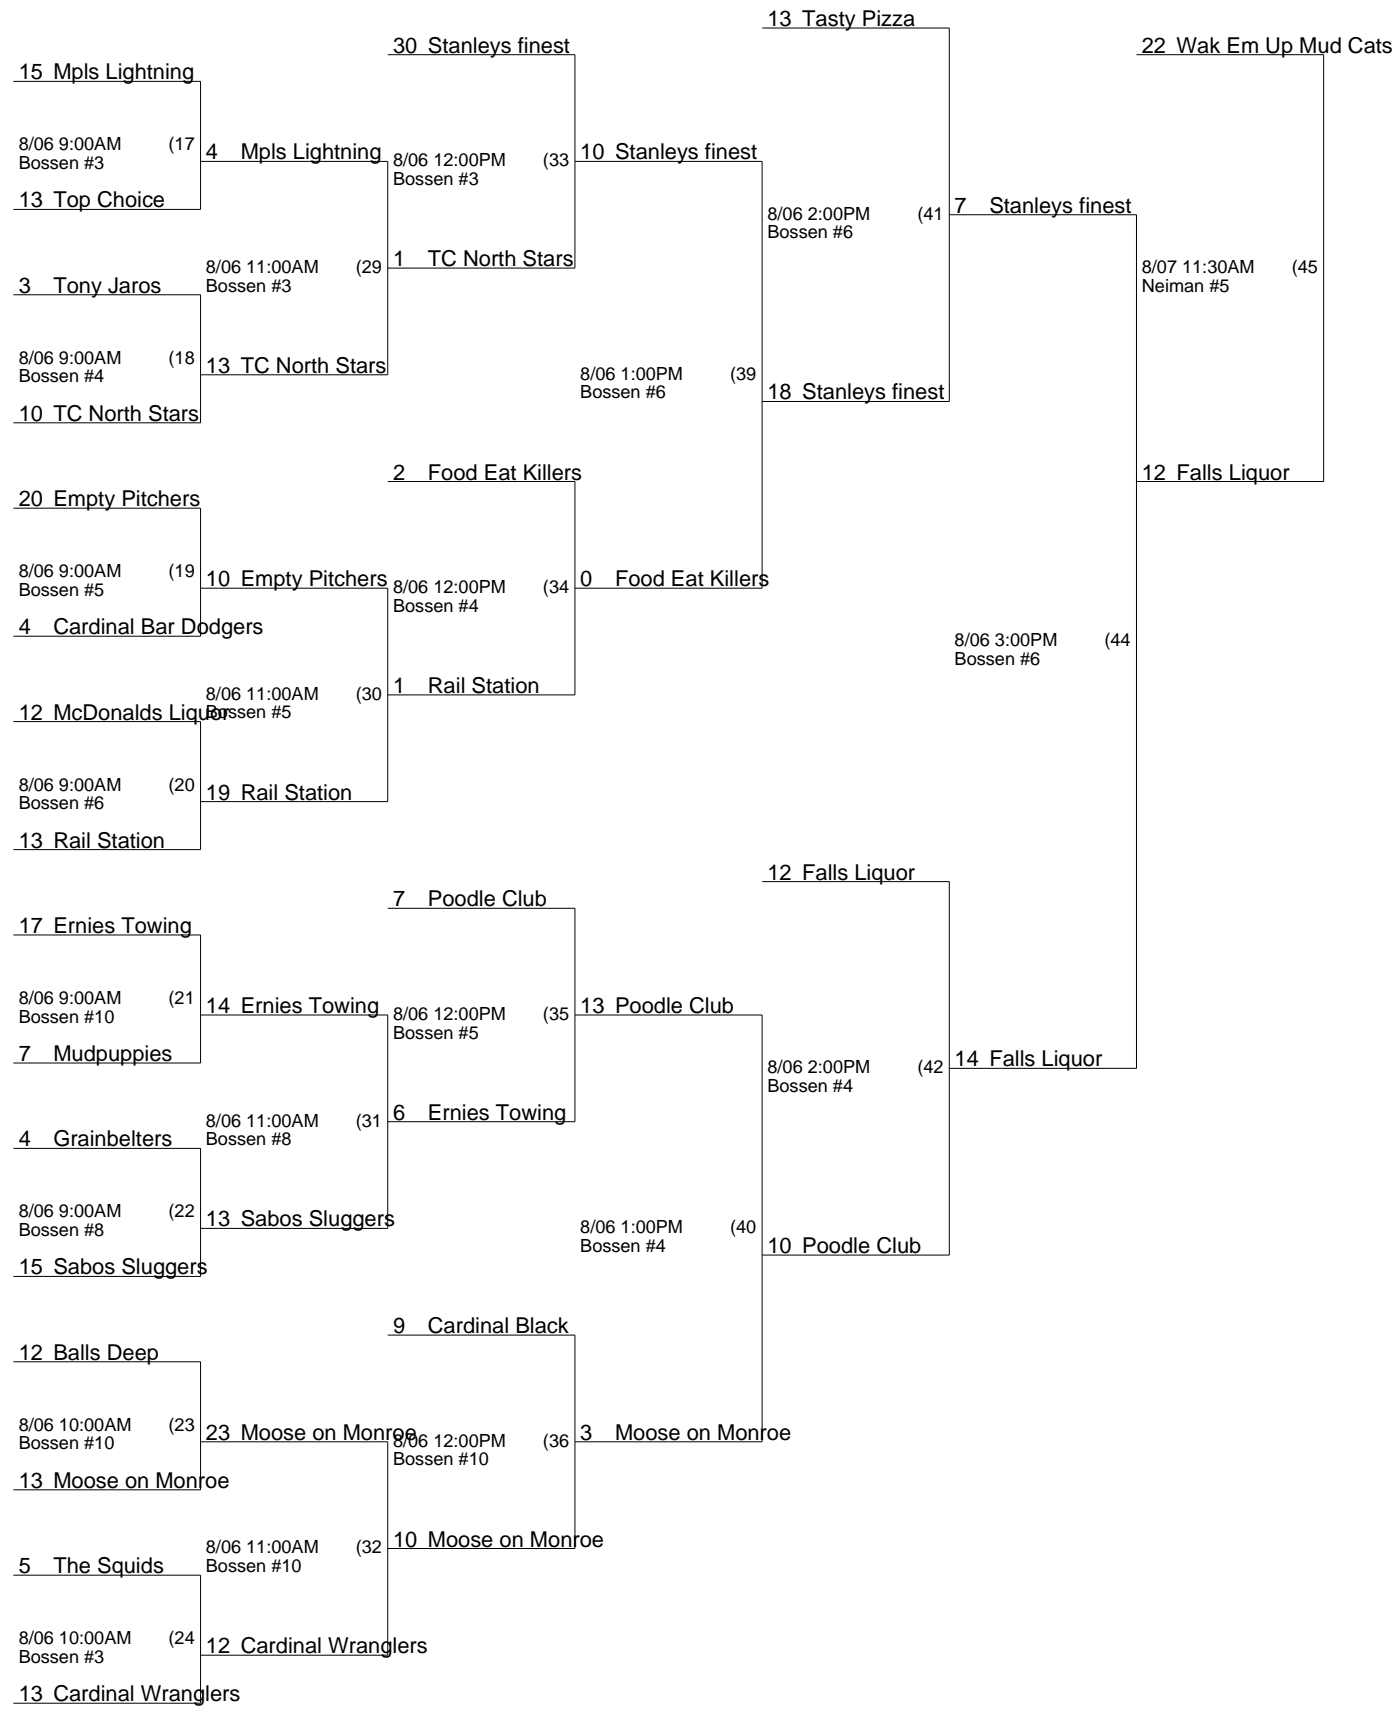 13 Tasty Pizza
30 Stanleys finest
22 Wak Em Up Mud Cats
15 Mpls Lightning
8/06 9:00AM (17
Bossen #3
4 Mpls Lightning
8/06 12:00PM (33
Bossen #3
10 Stanleys finest
13 Top Choice
8/06 2:00PM (41
Bossen #6
7 Stanleys finest
8/06 11:00AM (29
Bossen #3
1 TC North Stars
8/07 11:30AM (45
Neiman #5
3 Tony Jaros
8/06 9:00AM (18
Bossen #4
13 TC North Stars
8/06 1:00PM (39
Bossen #6
18 Stanleys finest
10 TC North Stars
2 Food Eat Killers
12 Falls Liquor
20 Empty Pitchers
8/06 9:00AM (19
Bossen #5
10 Empty Pitchers
8/06 12:00PM (34
Bossen #4
0 Food Eat Killers
4 Cardinal Bar Dodgers
8/06 3:00PM (44
Bossen #6
8/06 11:00AM (30
Bossen #5
1 Rail Station
12 McDonalds Liquor
8/06 9:00AM (20
Bossen #6
19 Rail Station
13 Rail Station
12 Falls Liquor
7 Poodle Club
17 Ernies Towing
8/06 9:00AM (21
Bossen #10
14 Ernies Towing
8/06 12:00PM (35
Bossen #5
13 Poodle Club
7 Mudpuppies
8/06 2:00PM (42
Bossen #4
14 Falls Liquor
8/06 11:00AM (31
Bossen #8
6 Ernies Towing
4 Grainbelters
8/06 9:00AM (22
Bossen #8
13 Sabos Sluggers
8/06 1:00PM (40
Bossen #4
10 Poodle Club
15 Sabos Sluggers
9 Cardinal Black
12 Balls Deep
8/06 10:00AM (23
Bossen #10
23 Moose on Monroe
8/06 12:00PM (36
Bossen #10
3 Moose on Monroe
13 Moose on Monroe
8/06 11:00AM (32
Bossen #10
10 Moose on Monroe
5 The Squids
8/06 10:00AM (24
Bossen #3
12 Cardinal Wranglers
13 Cardinal Wranglers